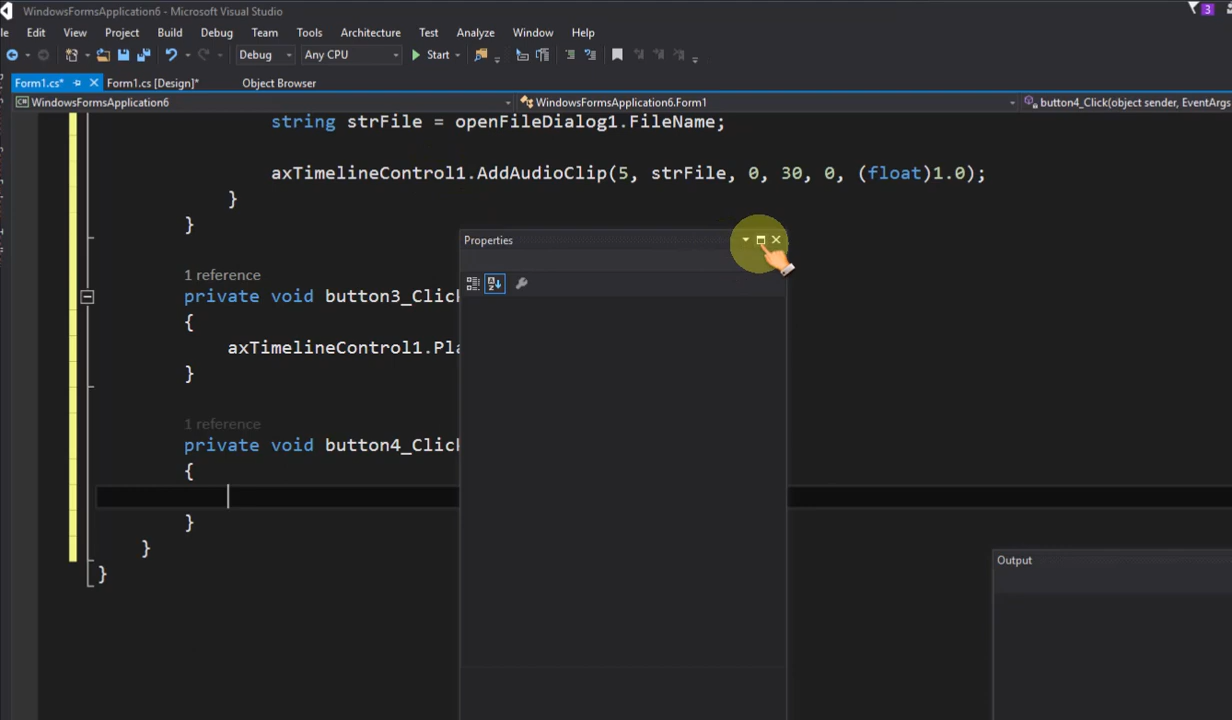 WindowsFormsApplication6 - Microsoft Visual Studio
3
le Edit View Project Build Debug Team Tools Architecture Test Analyze Window Help
Debug Any CPU Start
Form1.cs* Form1.cs [Design]* Object Browser
WindowsFormsApplication6 WindowsFormsApplication6.Form1 button4_Click(object sender, EventArgs
string strFile = openFileDialog1.FileName;
axTimelineControl1.AddAudioClip(5, strFile, 0, 30, 0, (float)1.0);
}
}
Properties
1 reference
private void button3_Click
{
axTimelineControl1.Pla
}
1 reference
private void button4_Click
{
}
}
}
Output